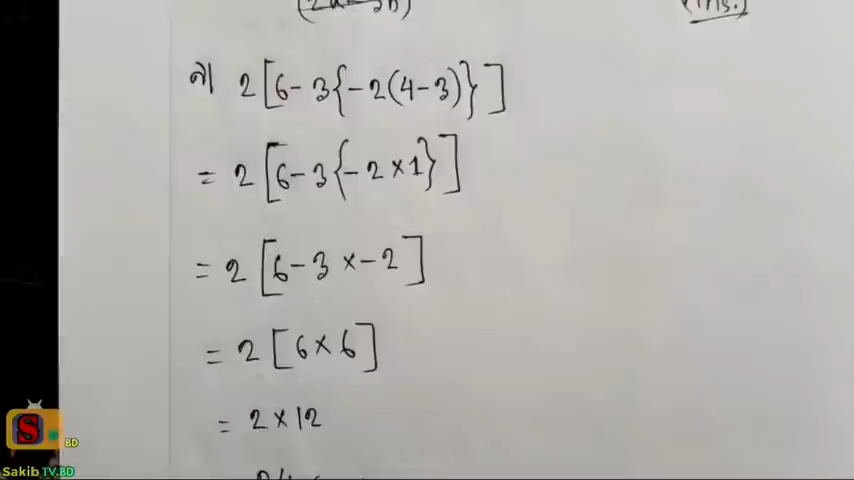 2[6-3{-2(4-3)}]
= 2[6-3{-2×1}]
= 2[6-3×-2]
= 2[6×6]
= 2×12
S
BD
Sakib TV.BD